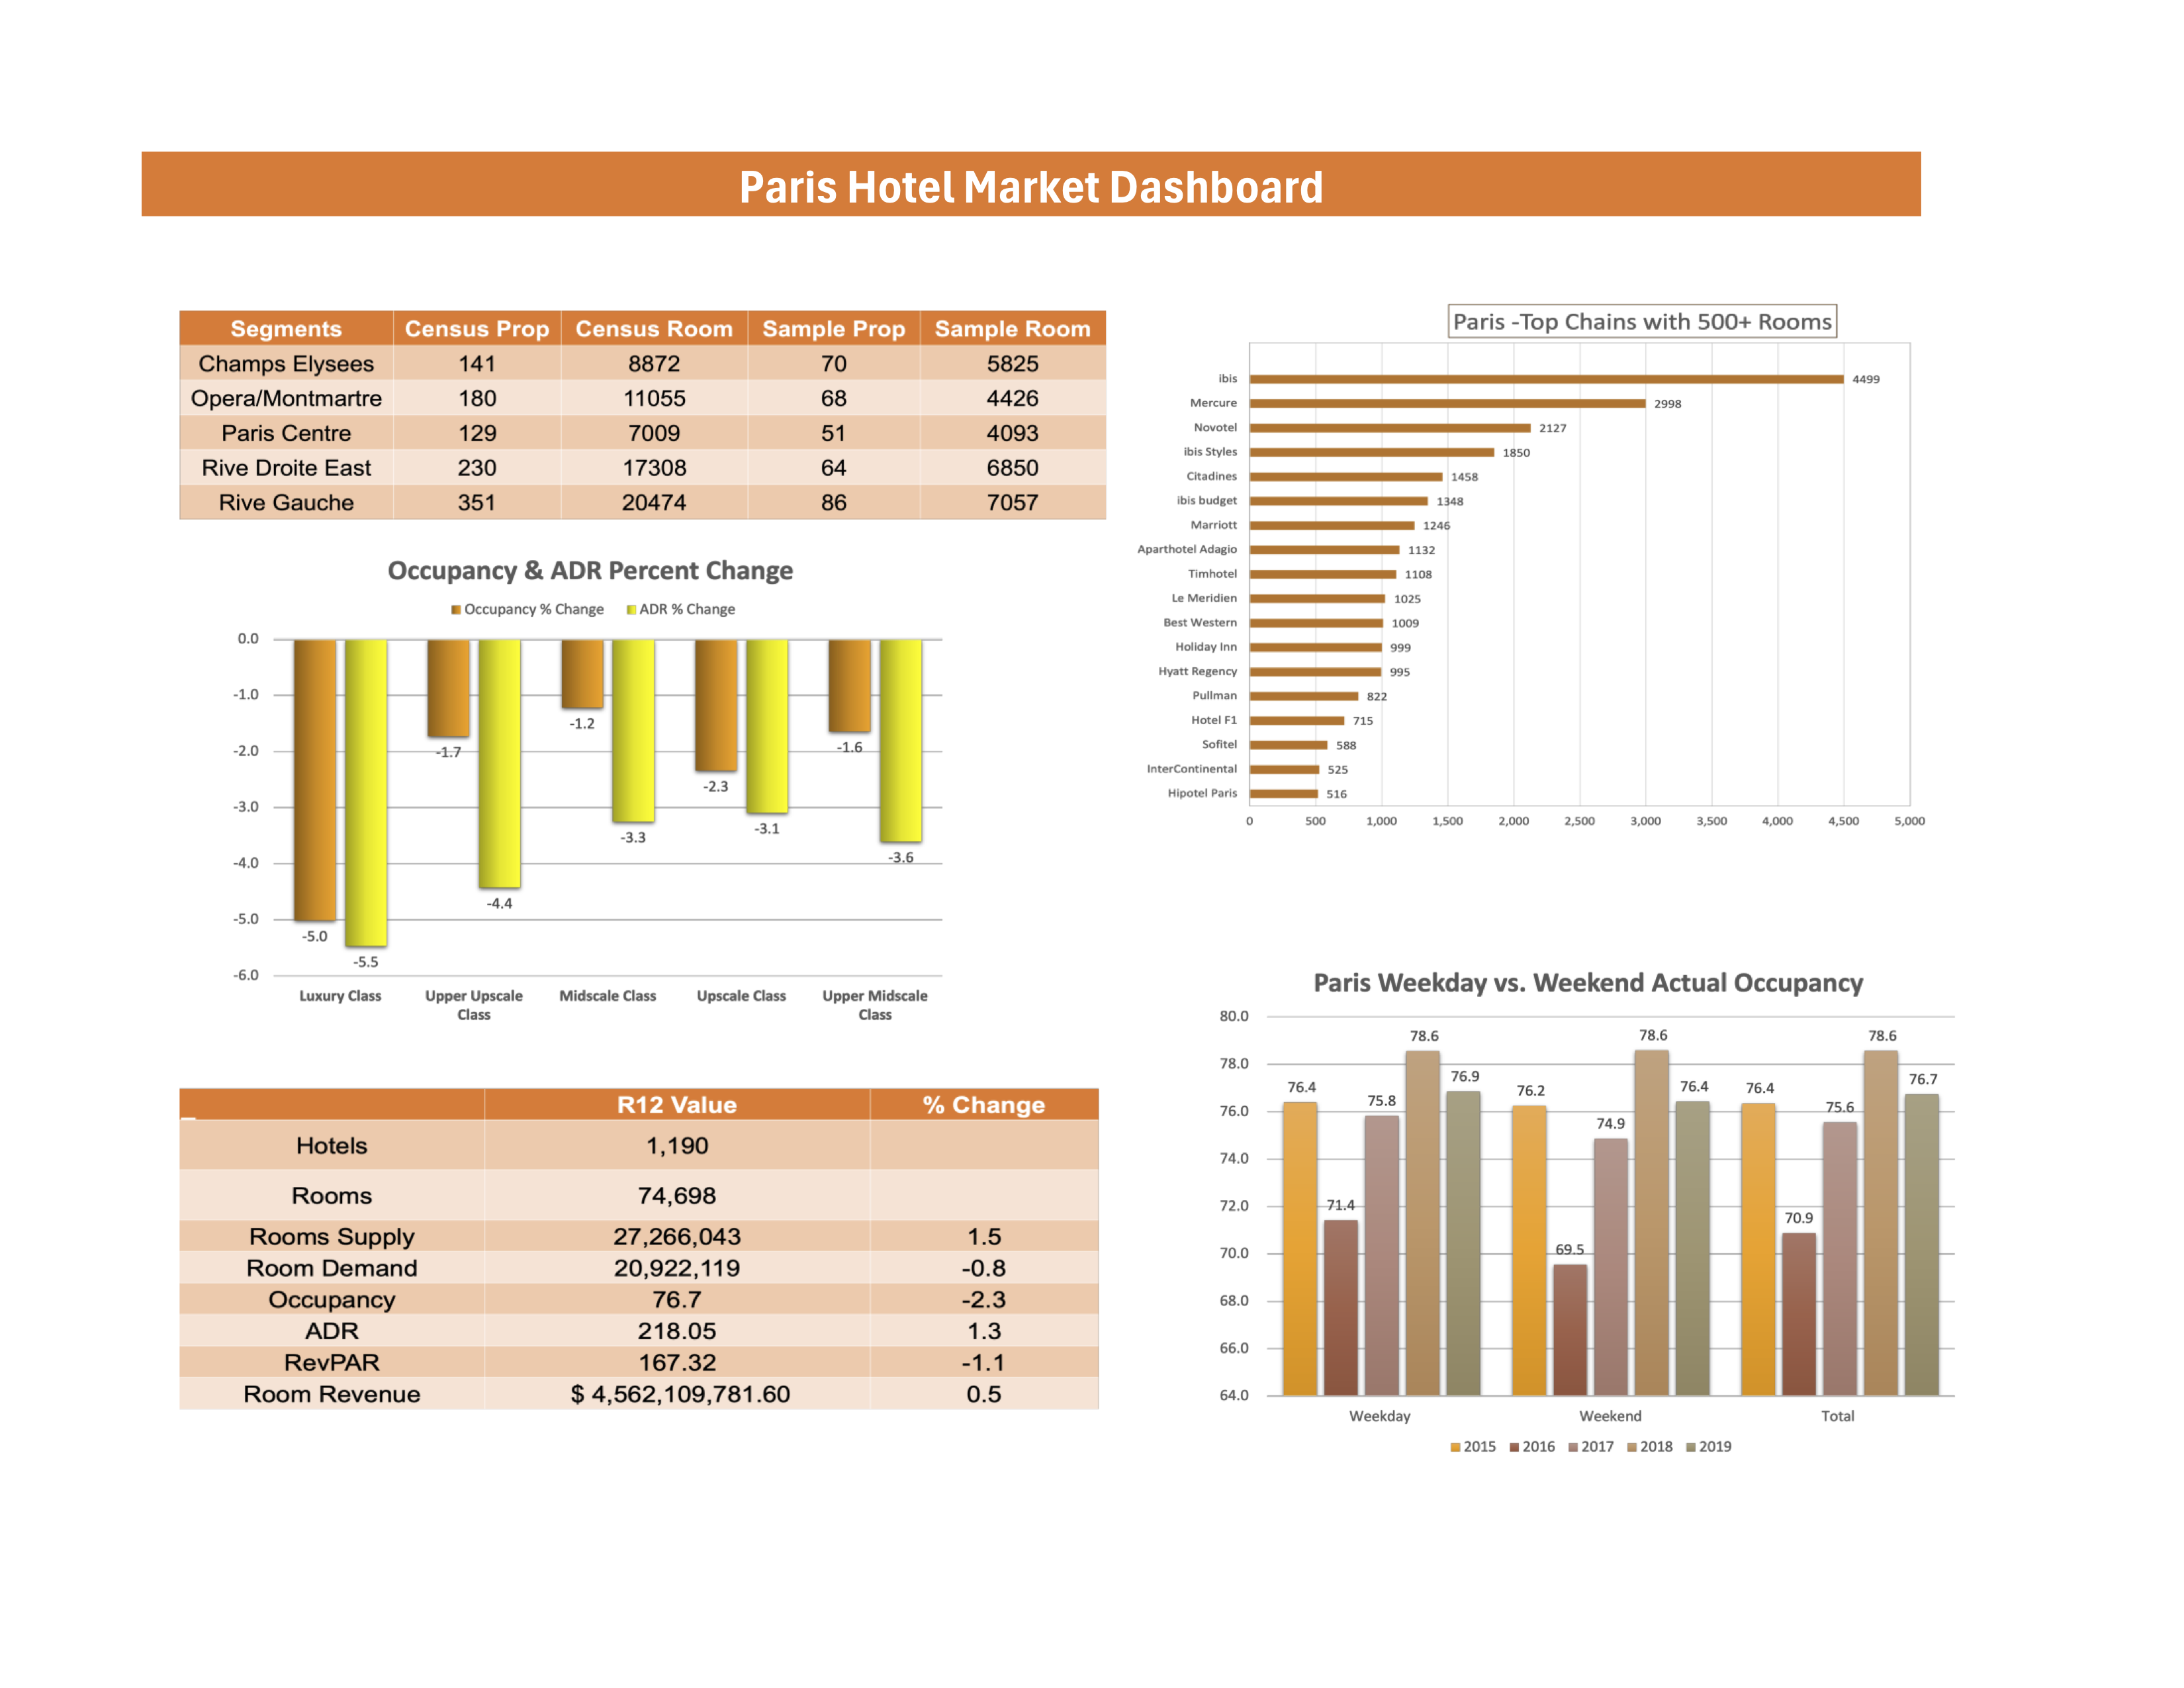 Paris Hotel Market Dashboard
Segments Census Prop Census Room Sample Prop Sample Room
Champs Elysees 141 8872 70 5825
Opera/Montmartre 180 11055 68 4426
Paris Centre 129 7009 51 4093
Rive Droite East 230 17308 64 6850
Rive Gauche 351 20474 86 7057
Occupancy & ADR Percent Change
Occupancy % Change ADR % Change
0.0
-1.0
-2.0
-3.0
-4.0
-5.0
-6.0
-5.0 -5.5 -1.7 -4.4 -1.2 -3.3 -2.3 -3.1 -1.6 -3.6
Luxury Class Upper Upscale Class Midscale Class Upscale Class Upper Midscale Class
_ R12 Value % Change
Hotels 1,190
Rooms 74,698
Rooms Supply 27,266,043 1.5
Room Demand 20,922,119 -0.8
Occupancy 76.7 -2.3
ADR 218.05 1.3
RevPAR 167.32 -1.1
Room Revenue $ 4,562,109,781.60 0.5
Paris -Top Chains with 500+ Rooms
ibis 4499
Mercure 2998
Novotel 2127
ibis Styles 1850
Citadines 1458
ibis budget 1348
Marriott 1246
Aparthotel Adagio 1132
Timhotel 1108
Le Meridien 1025
Best Western 1009
Holiday Inn 999
Hyatt Regency 995
Pullman 822
Hotel F1 715
Sofitel 588
InterContinental 525
Hipotel Paris 516
0 500 1,000 1,500 2,000 2,500 3,000 3,500 4,000 4,500 5,000
Paris Weekday vs. Weekend Actual Occupancy
80.0
78.0
76.0
74.0
72.0
70.0
68.0
66.0
64.0
76.4 71.4 75.8 78.6 76.9 76.2 69.5 74.9 78.6 76.4 76.4 70.9 75.6 78.6 76.7
Weekday Weekend Total
2015 2016 2017 2018 2019